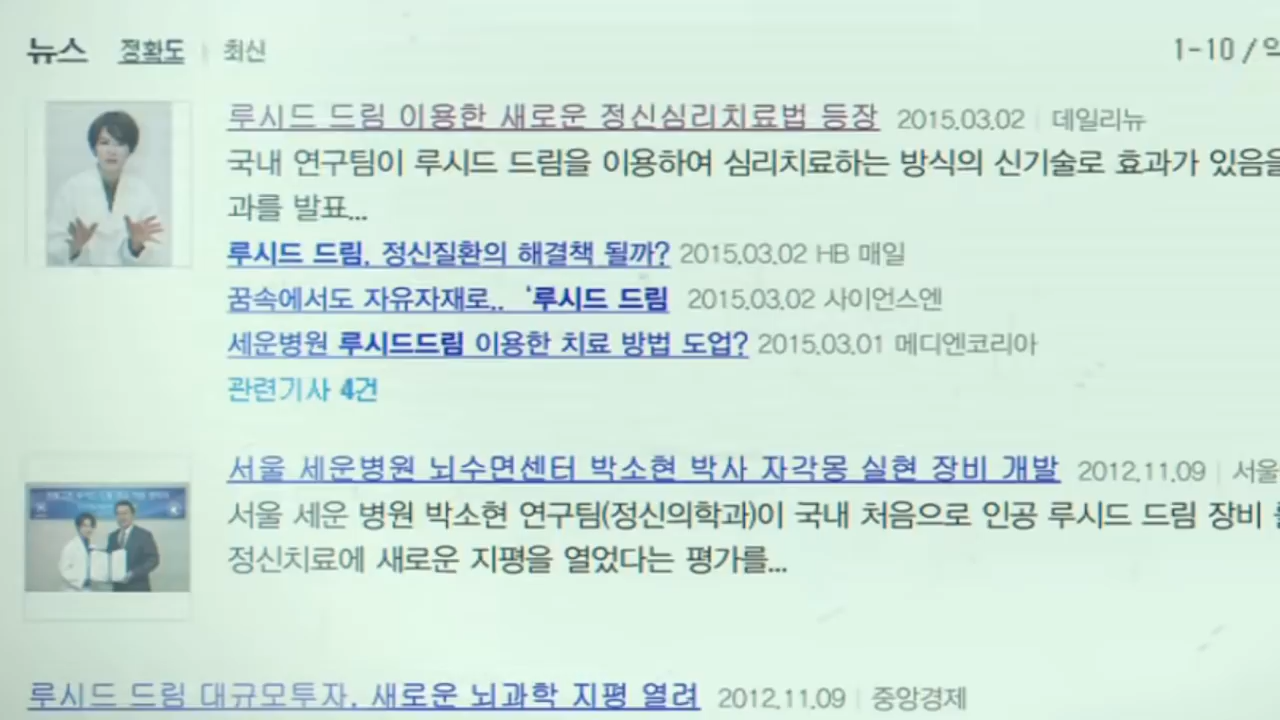 뉴스 정확도 | 최신 1-10 /
루시드 드림 이용한 새로운 정신심리치료법 등장 2015.03.02 | 데일리뉴
국내 연구팀이 루시드 드림을 이용하여 심리치료하는 방식의 신기술로 효과가 있음을
과를 발표...
루시드 드림, 정신질환의 해결책 될까? 2015.03.02 HB 매일
꿈속에서도 자유자재로.. '루시드 드림 2015.03.02 사이언스엔
세운병원 루시드드림 이용한 치료 방법 도업? 2015.03.01 메디엔코리아
관련기사 4건
서울 세운병원 뇌수면센터 박소현 박사 자각몽 실현 장비 개발 2012.11.09 | 서울
서울 세운 병원 박소현 연구팀(정신의학과)이 국내 처음으로 인공 루시드 드림 장비
정신치료에 새로운 지평을 열었다는 평가를...
루시드 드림 대규모투자, 새로운 뇌과학 지평 열려 2012.11.09 | 중앙경제